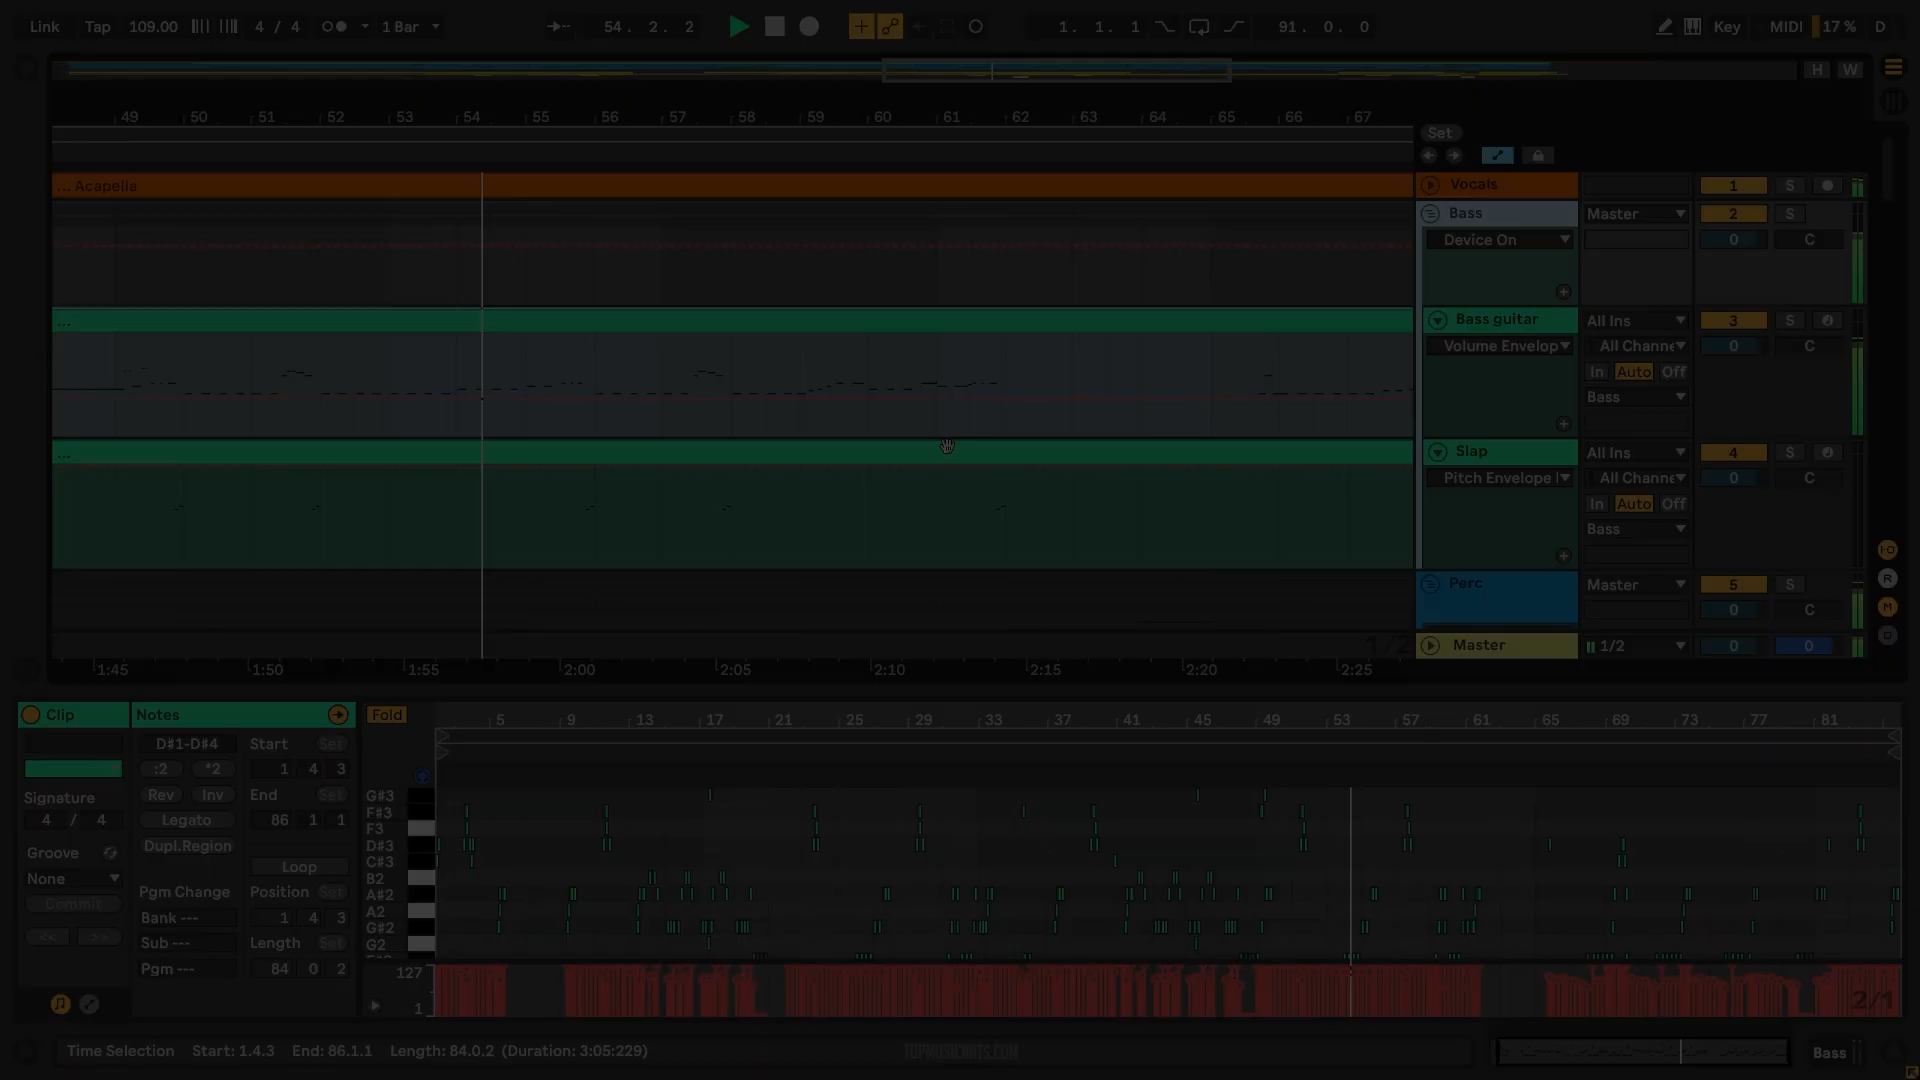 Link Tap 109.00 4 / 4 1 Bar 54. 2. 2 1. 1. 1 91. 0. 0 Key MIDI 17 % D
H W
49 50 51 52 53 54 55 56 57 58 59 60 61 62 63 64 65 66 67
Set
... Acapella Vocals 1 S
Bass Master 2 S
Device On 0 C
... Bass guitar All Ins 3 S
Volume Envelop All Channe 0 C
In Auto Off
Bass
... Slap All Ins 4 S
Pitch Envelope All Channe 0 C
In Auto Off
Bass
Perc Master 5 S
0 C
1/2 Master 1/2 0 0
1:45 1:50 1:55 2:00 2:05 2:10 2:15 2:20 2:25
Clip Notes Fold 5 9 13 17 21 25 29 33 37 41 45 49 53 57 61 65 69 73 77 81
D#1-D#4 Start Set
:2 *2 1 4 3
Signature Rev Inv End Set
4 / 4 Legato 86 1 1
Groove Dupl.Region
None Loop
Commit Pgm Change Position Set
Bank --- 1 4 3
<< >> Sub --- Length Set
Pgm --- 84 0 2
G#3
F#3
F3
D#3
C#3
B2
A#2
A2
G#2
G2
127
1
2/1
Time Selection Start: 1.4.3 End: 86.1.1 Length: 84.0.2 (Duration: 3:05:229)
Bass